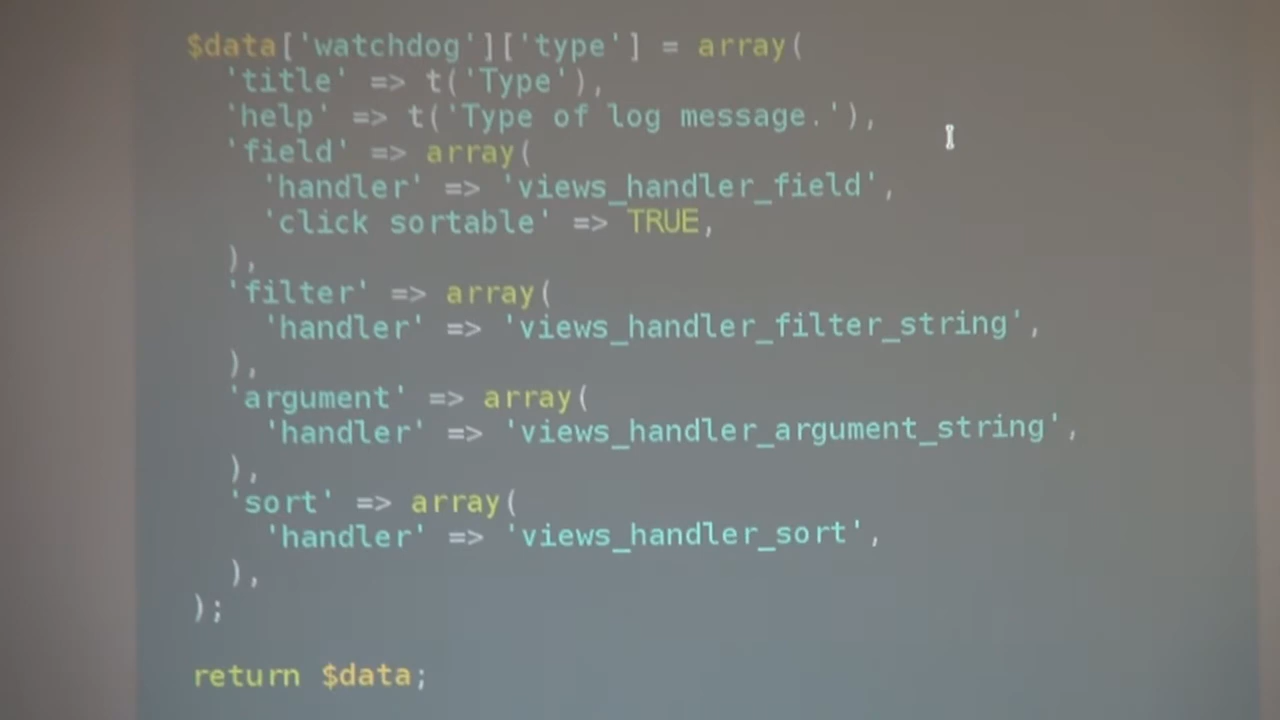 $data['watchdog']['type'] = array(
  'title' => t('Type'),
  'help' => t('Type of log message.'),
  'field' => array(
    'handler' => 'views_handler_field',
    'click sortable' => TRUE,
  ),
  'filter' => array(
    'handler' => 'views_handler_filter_string',
  ),
  'argument' => array(
    'handler' => 'views_handler_argument_string',
  ),
  'sort' => array(
    'handler' => 'views_handler_sort',
  ),
);
return $data;